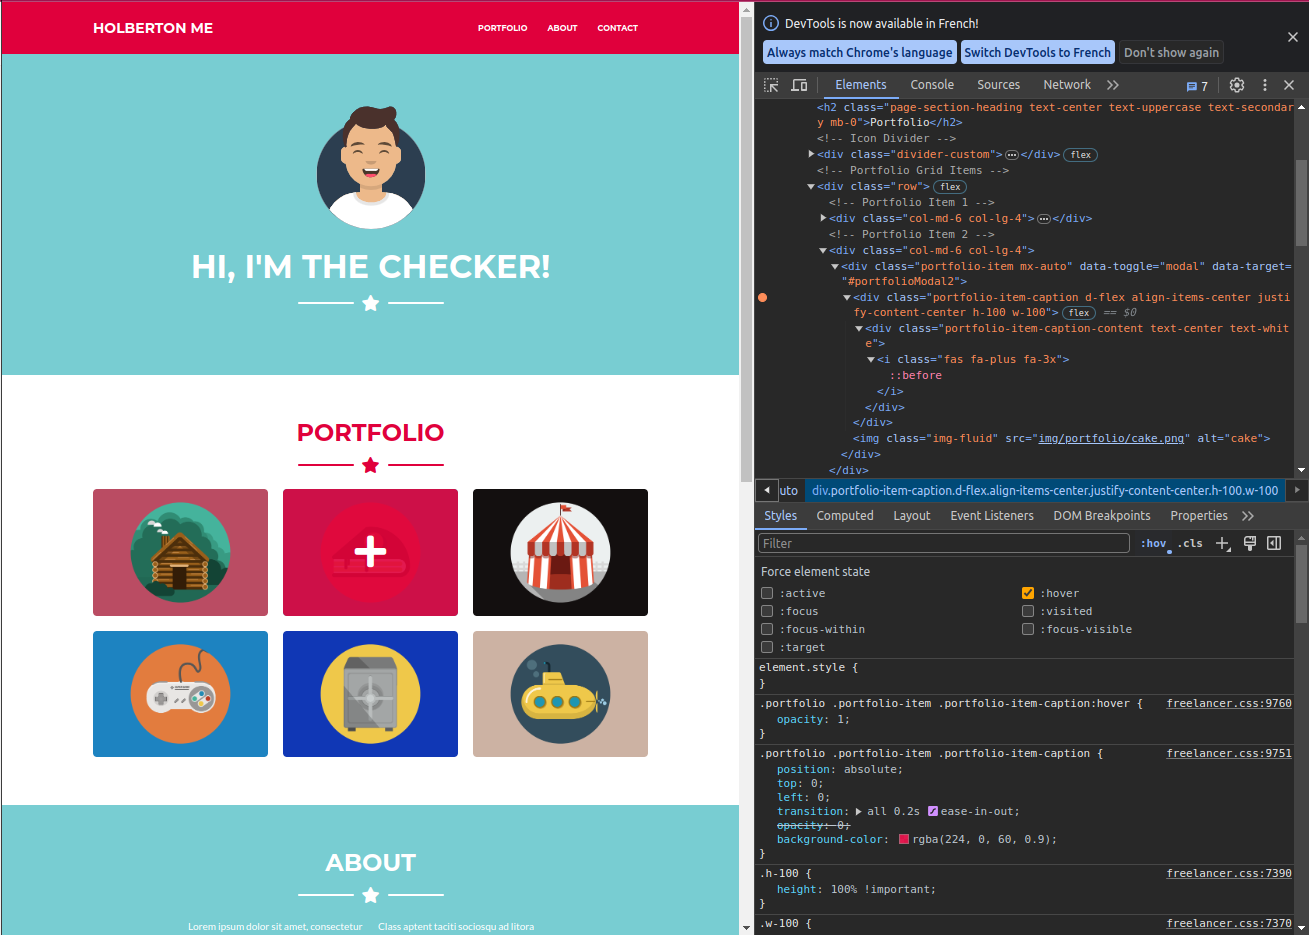 HOLBERTON ME
PORTFOLIO ABOUT CONTACT
HI, I'M THE CHECKER!
PORTFOLIO
ABOUT
Lorem ipsum dolor sit amet, consectetur Class aptent taciti sociosqu ad litora
DevTools is now available in French!
Always match Chrome's language Switch DevTools to French Don't show again
Elements Console Sources Network 7
<h2 class="page-section-heading text-center text-uppercase text-secondar
y mb-0">Portfolio</h2>
<!-- Icon Divider -->
<div class="divider-custom">…</div> flex
<!-- Portfolio Grid Items -->
<div class="row"> flex
<!-- Portfolio Item 1 -->
<div class="col-md-6 col-lg-4">…</div>
<!-- Portfolio Item 2 -->
<div class="col-md-6 col-lg-4">
<div class="portfolio-item mx-auto" data-toggle="modal" data-target=
"#portfolioModal2">
<div class="portfolio-item-caption d-flex align-items-center justi
fy-content-center h-100 w-100"> flex == $0
<div class="portfolio-item-caption-content text-center text-whit
e">
<i class="fas fa-plus fa-3x">
::before
</i>
</div>
</div>
<img class="img-fluid" src="img/portfolio/cake.png" alt="cake">
</div>
</div>
uto div.portfolio-item-caption.d-flex.align-items-center.justify-content-center.h-100.w-100
Styles Computed Layout Event Listeners DOM Breakpoints Properties
Filter :hov .cls
Force element state
:active :hover
:focus :visited
:focus-within :focus-visible
:target
element.style {
}
.portfolio .portfolio-item .portfolio-item-caption:hover { freelancer.css:9760
opacity: 1;
}
.portfolio .portfolio-item .portfolio-item-caption { freelancer.css:9751
position: absolute;
top: 0;
left: 0;
transition: all 0.2s ease-in-out;
opacity: 0;
background-color: rgba(224, 0, 60, 0.9);
}
.h-100 { freelancer.css:7390
height: 100% !important;
}
.w-100 { freelancer.css:7370